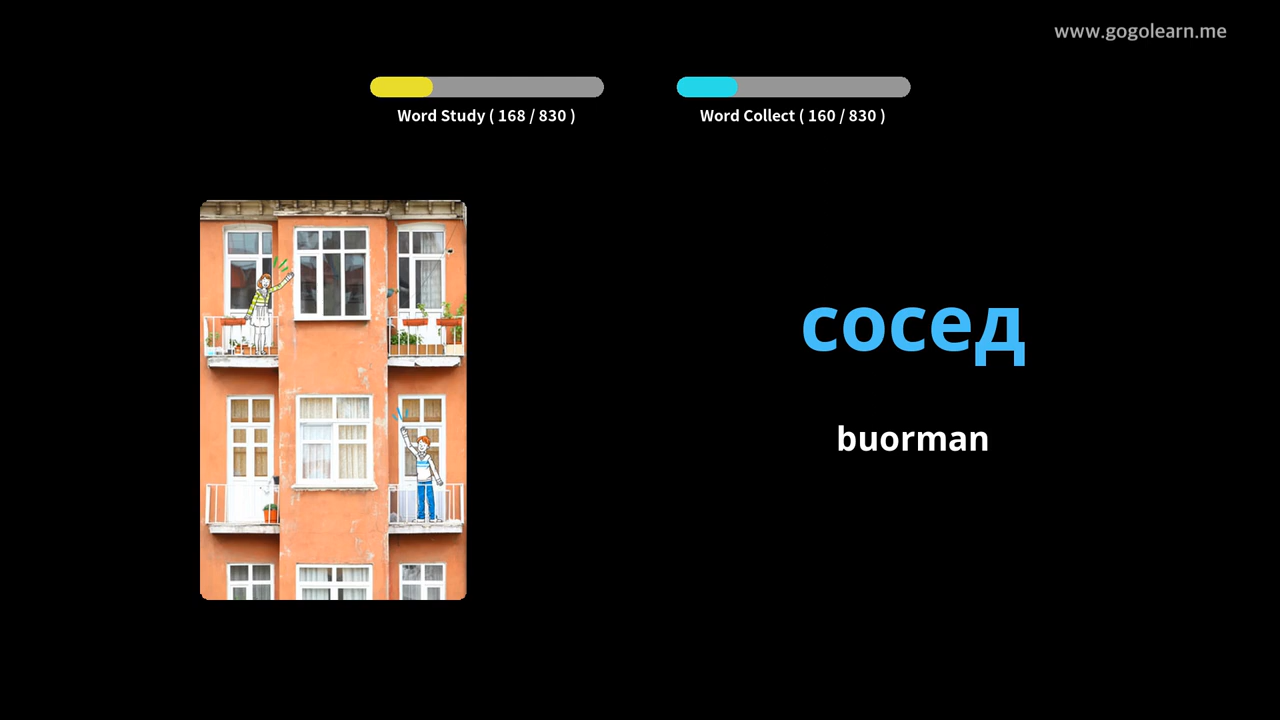 www.gogolearn.me
Word Study ( 168 / 830 )
Word Collect ( 160 / 830 )
сосед
buorman